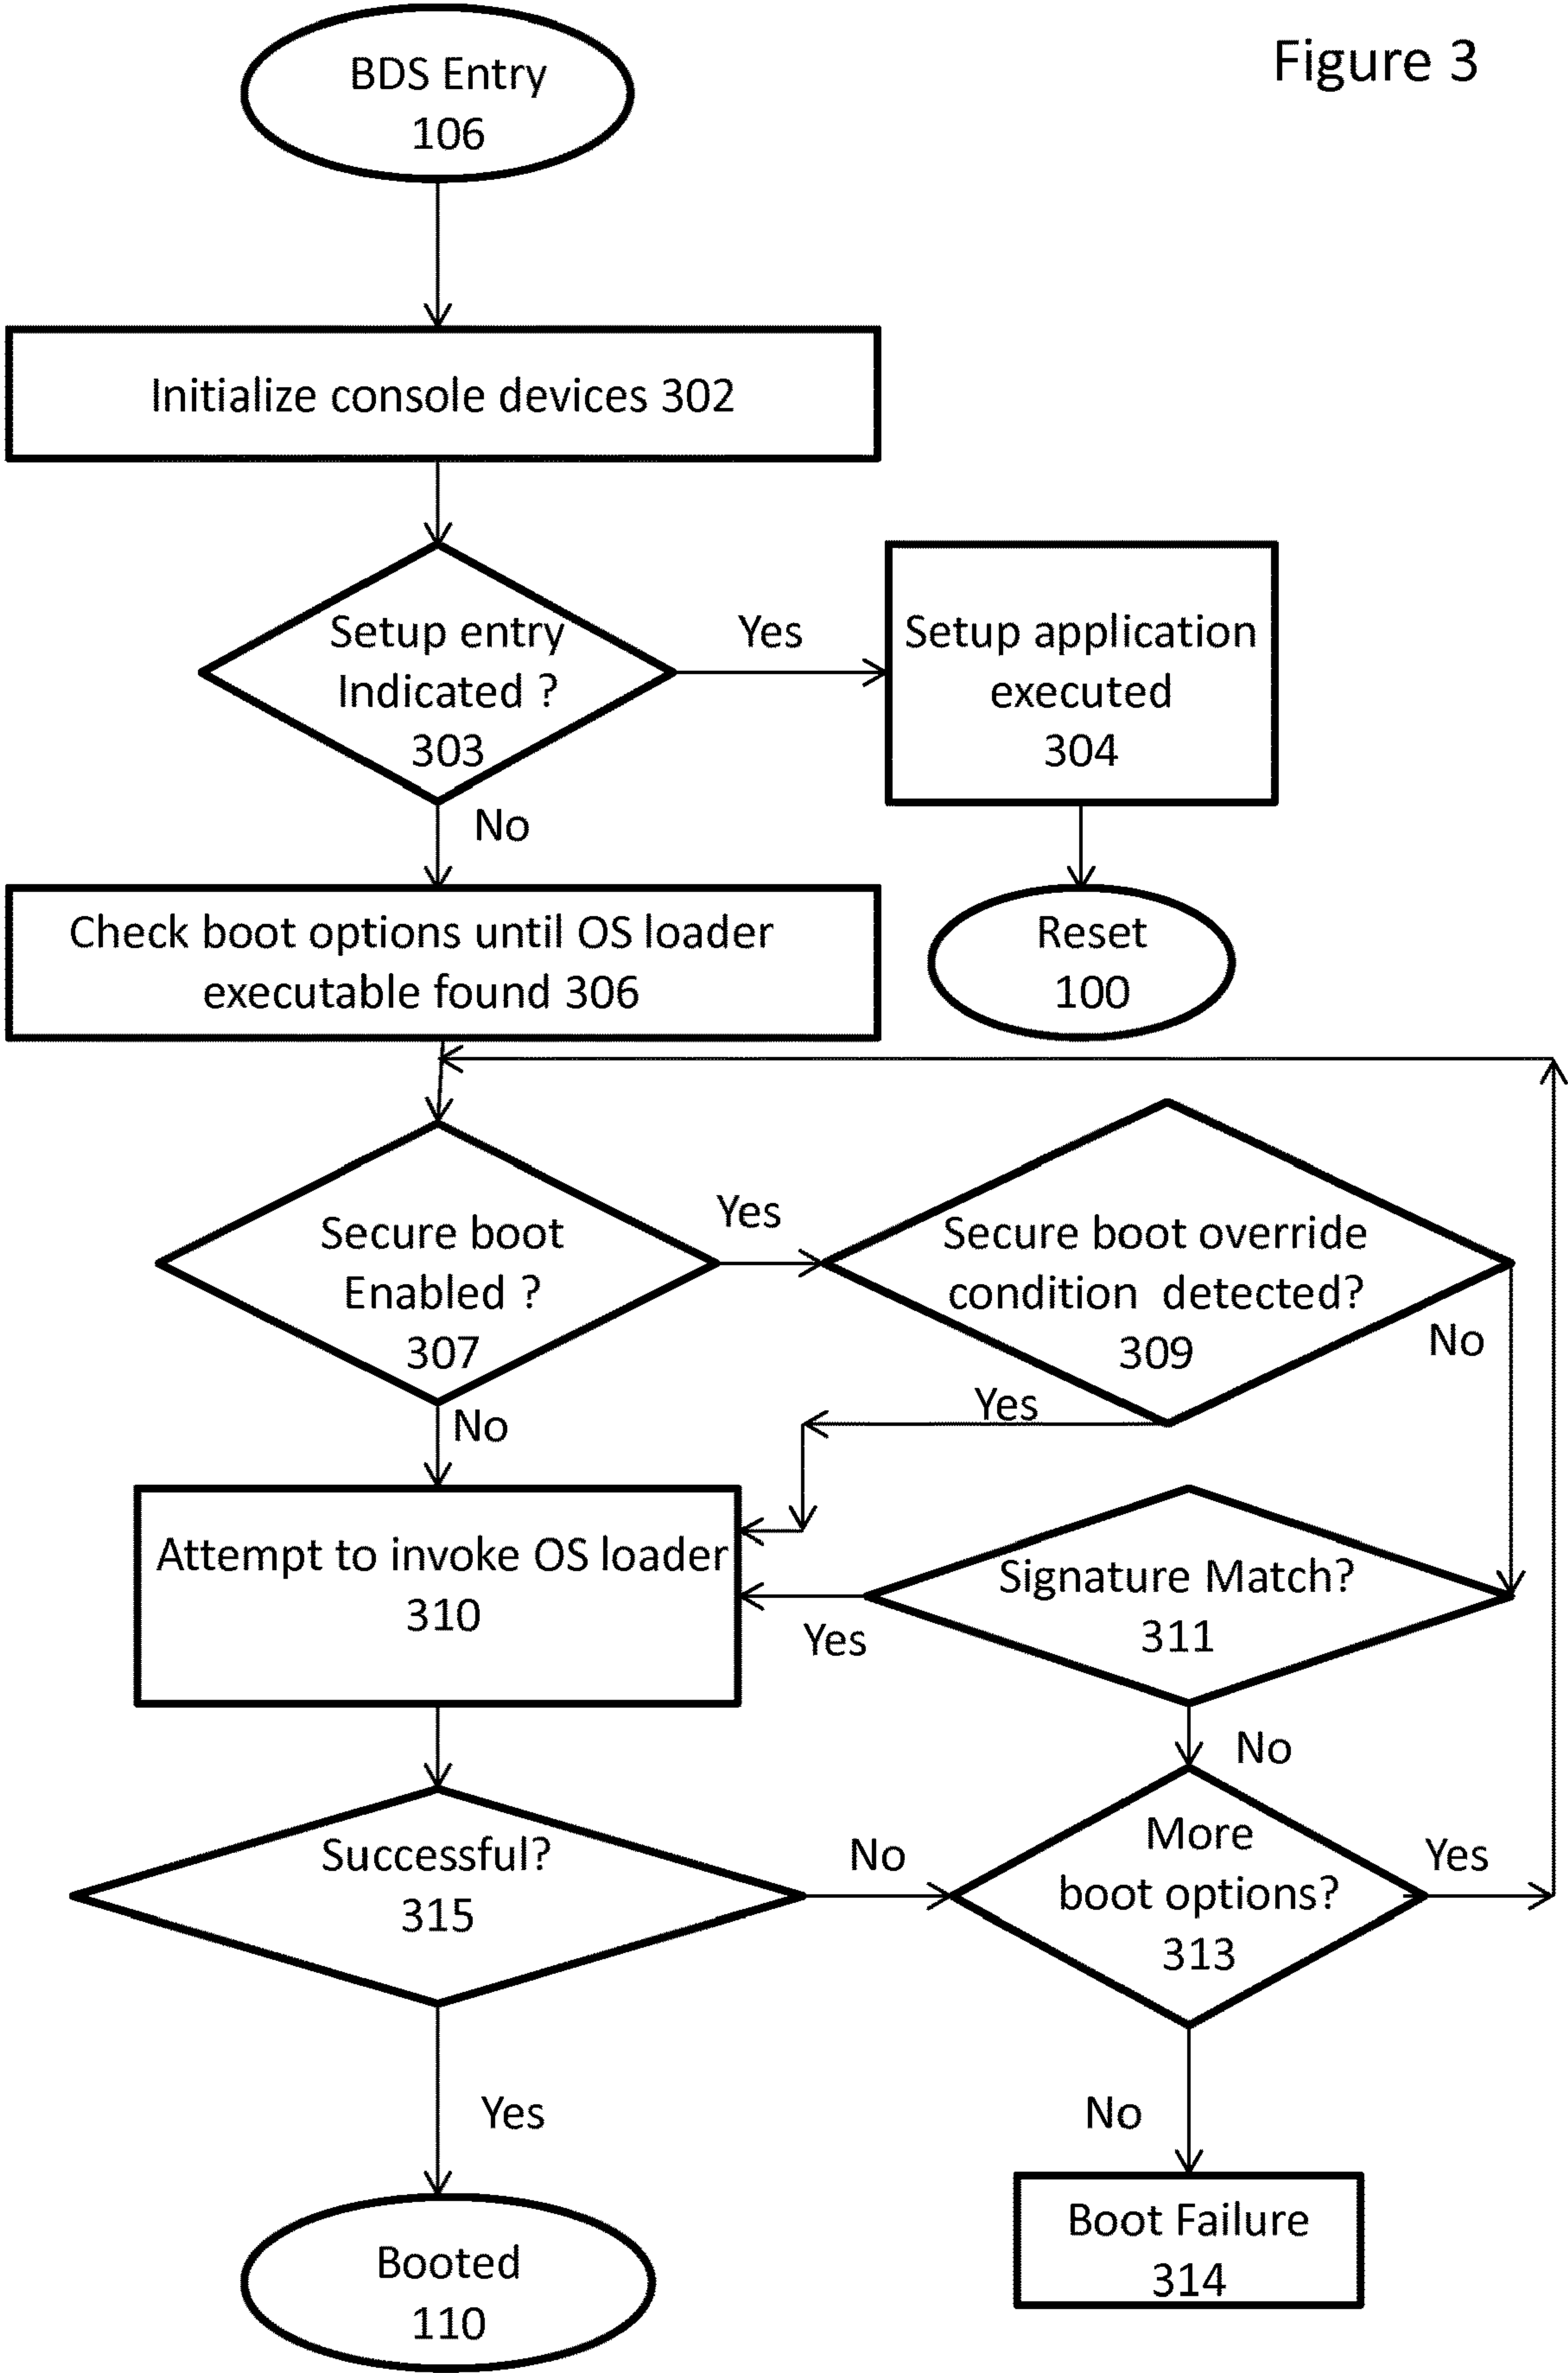 Figure 3
BDS Entry
106
Initialize console devices 302
Setup entry
Indicated ?
303
Yes
Setup application
executed
304
No
Check boot options until OS loader
executable found 306
Reset
100
Secure boot
Enabled ?
307
Yes
Secure boot override
condition detected?
309
No
Yes
No
Attempt to invoke OS loader
310
Signature Match?
311
Yes
No
Successful?
315
No
More
boot options?
313
Yes
Yes
No
Booted
110
Boot Failure
314